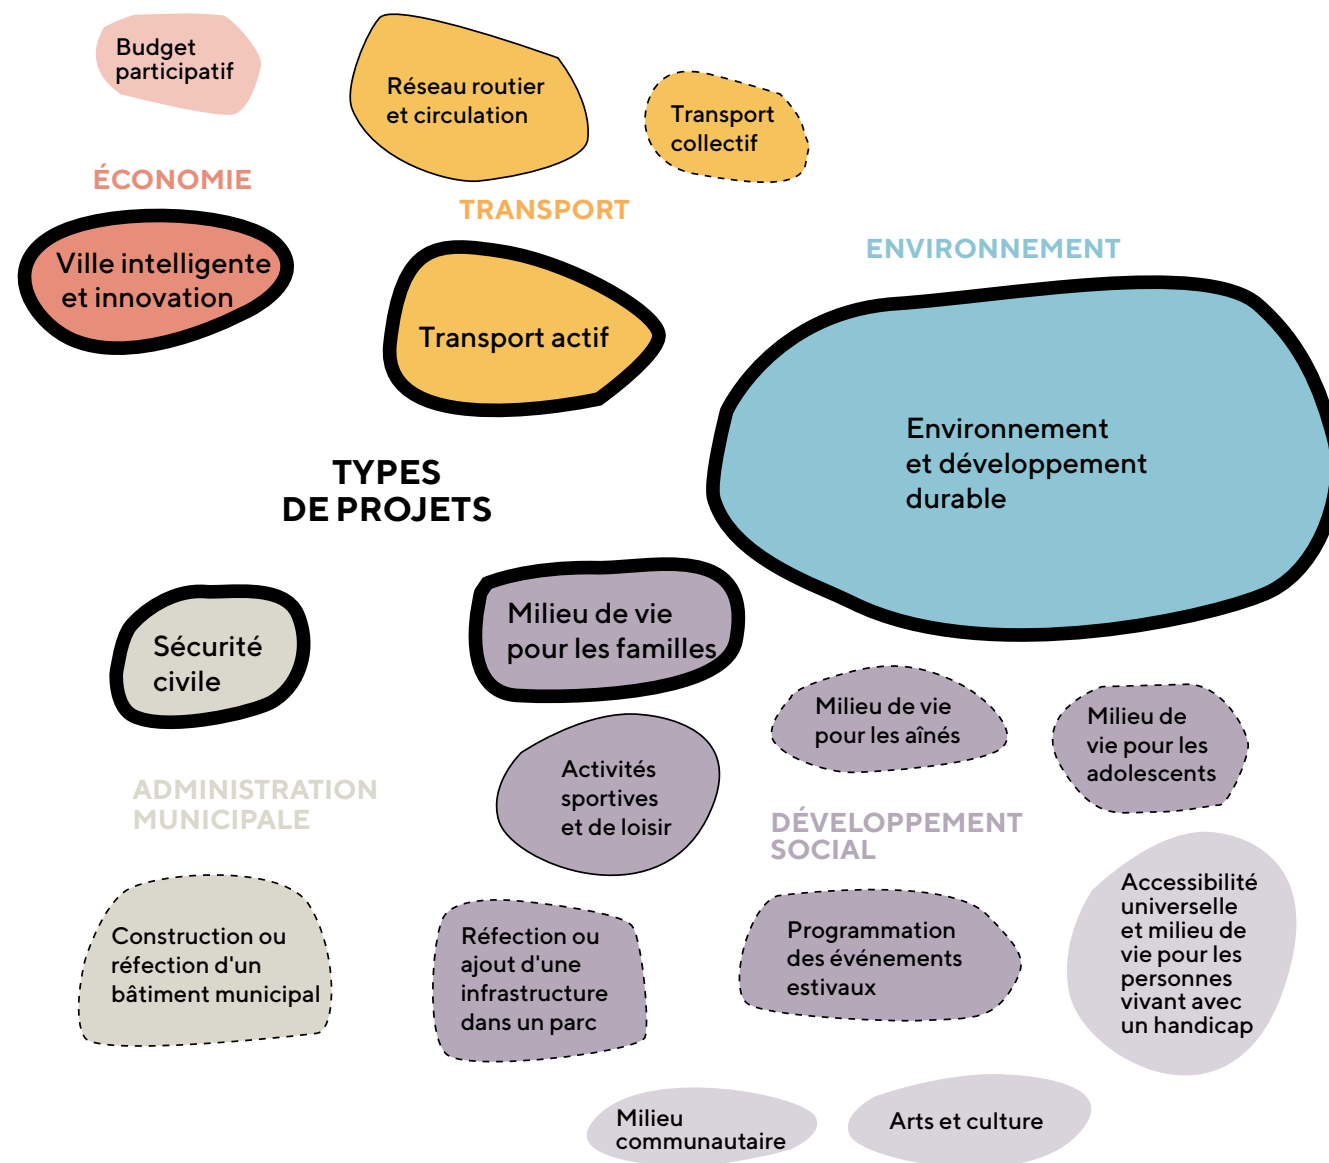 Budget
participatif
Réseau routier
et circulation
Transport
collectif
ÉCONOMIE
TRANSPORT
ENVIRONNEMENT
Ville intelligente
et innovation
Transport actif
Environnement
et développement
durable
TYPES
DE PROJETS
Sécurité
civile
Milieu de vie
pour les familles
Milieu de vie
pour les aînés
Milieu de
vie pour les
adolescents
Activités
sportives
et de loisir
ADMINISTRATION
MUNICIPALE
DÉVELOPPEMENT
SOCIAL
Construction ou
réfection d'un
bâtiment municipal
Réfection ou
ajout d'une
infrastructure
dans un parc
Programmation
des événements
estivaux
Accessibilité
universelle
et milieu de
vie pour les
personnes
vivant avec
un handicap
Milieu
communautaire
Arts et culture